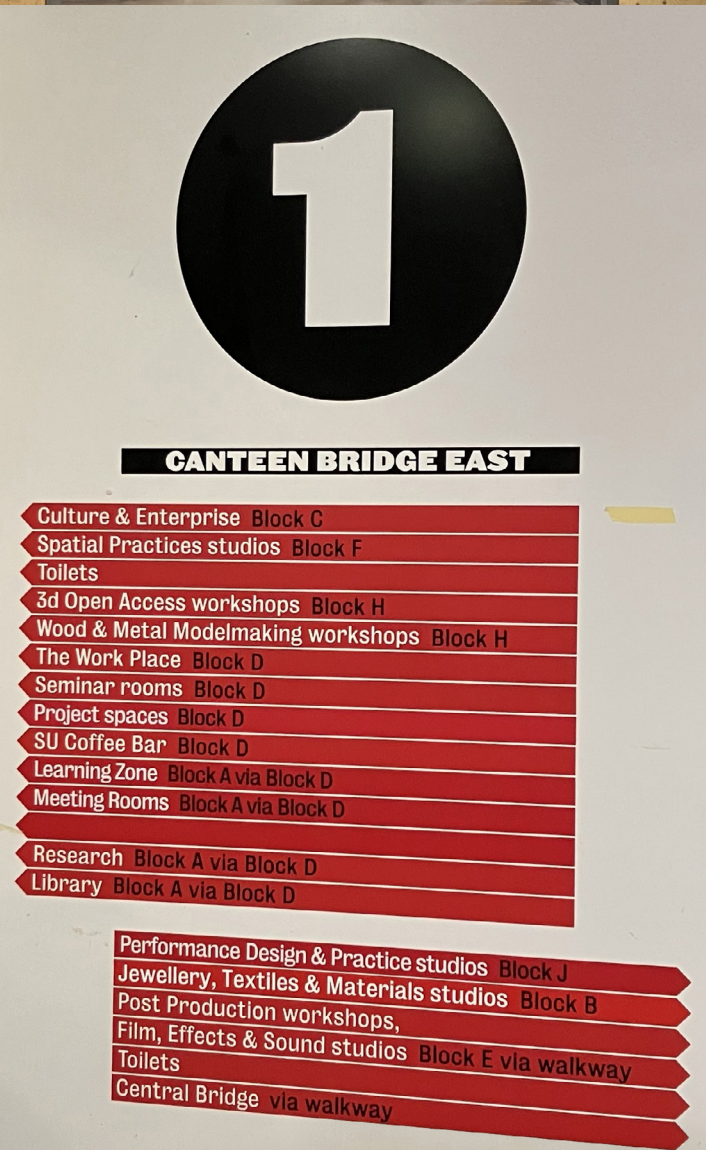 1
CANTEEN BRIDGE EAST
Culture & Enterprise Block C
Spatial Practices studios Block F
Toilets
3d Open Access workshops Block H
Wood & Metal Modelmaking workshops Block H
The Work Place Block D
Seminar rooms Block D
Project spaces Block D
SU Coffee Bar Block D
Learning Zone Block A via Block D
Meeting Rooms Block A via Block D
Research Block A via Block D
Library Block A via Block D
Performance Design & Practice studios Block J
Jewellery, Textiles & Materials studios Block B
Post Production workshops,
Film, Effects & Sound studios Block E via walkway
Toilets
Central Bridge via walkway